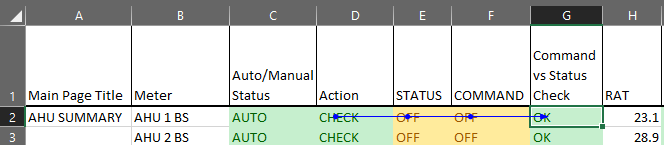 A B C D E F G H
1 Main Page Title Meter Auto/Manual Status Action STATUS COMMAND Command vs Status Check RAT
2 AHU SUMMARY AHU 1 BS AUTO CHECK OFF OFF OK 23.1
3 AHU 2 BS AUTO CHECK OFF OFF OK 28.9